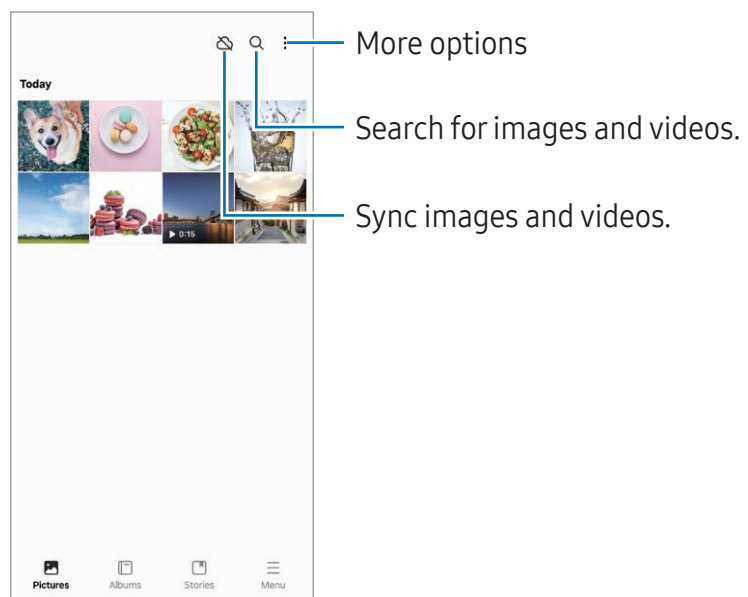 More options
Today
Search for images and videos.
Sync images and videos.
0:15
Pictures Albums Stories Menu